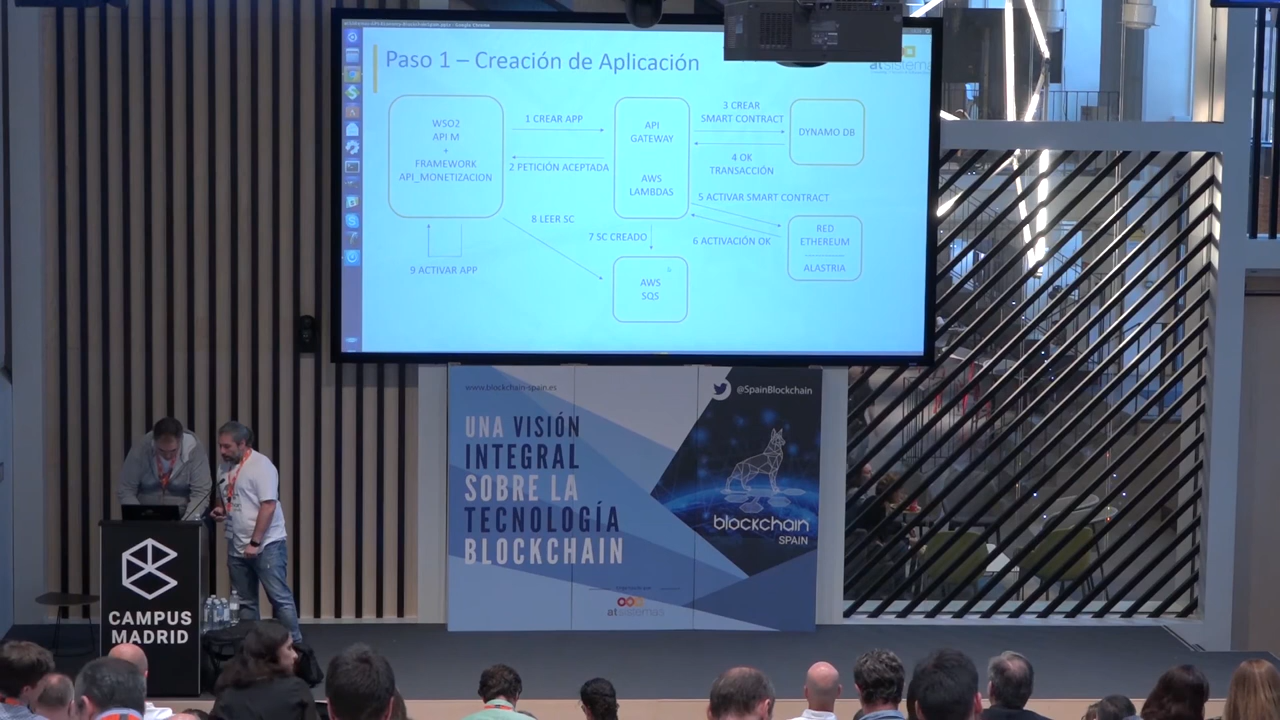 Paso 1 – Creación de Aplicación
atsistemas
WSO2
API M
+
FRAMEWORK
API_MONETIZACION
1 CREAR APP
2 PETICIÓN ACEPTADA
API
GATEWAY
AWS
LAMBDAS
3 CREAR
SMART CONTRACT
4 OK
TRANSACCIÓN
DYNAMO DB
5 ACTIVAR SMART CONTRACT
6 ACTIVACIÓN OK
RED
ETHEREUM
ALASTRIA
8 LEER SC
7 SC CREADO
9 ACTIVAR APP
AWS
SQS
www.blockchain-spain.es
@SpainBlockchain
UNA VISIÓN
INTEGRAL
SOBRE LA
TECNOLOGÍA
BLOCKCHAIN
blockchain
SPAIN
atsistemas
CAMPUS
MADRID